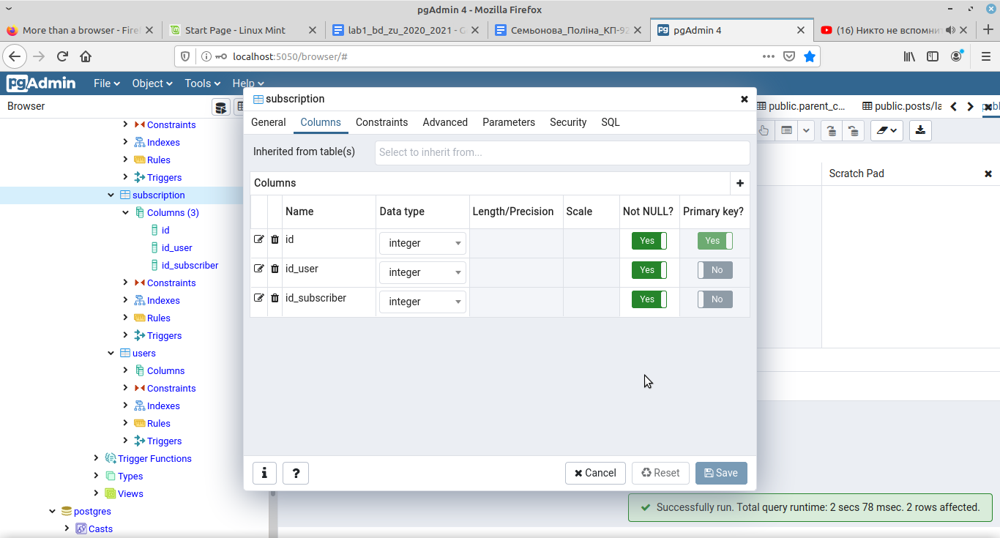 pgAdmin 4 - Mozilla Firefox
More than a browser - Fire
Start Page - Linux Mint
lab1_bd_zu_2020_2021 - G
Семьонова_Поліна_КП-92
pgAdmin 4
(16) Никто не вспомни
localhost:5050/browser/#
pgAdmin
File
Object
Tools
Help
Browser
public.parent_c...
public.posts/la
publ
Constraints
Indexes
Rules
Triggers
subscription
Columns (3)
id
id_user
id_subscriber
Constraints
Indexes
Rules
Triggers
users
Columns
Constraints
Indexes
Rules
Triggers
Trigger Functions
Types
Views
postgres
Casts
subscription
General Columns Constraints Advanced Parameters Security SQL
Inherited from table(s) Select to inherit from...
Columns
Name Data type Length/Precision Scale Not NULL? Primary key?
id integer Yes Yes
id_user integer Yes No
id_subscriber integer Yes No
i ? Cancel Reset Save
Scratch Pad
Successfully run. Total query runtime: 2 secs 78 msec. 2 rows affected.